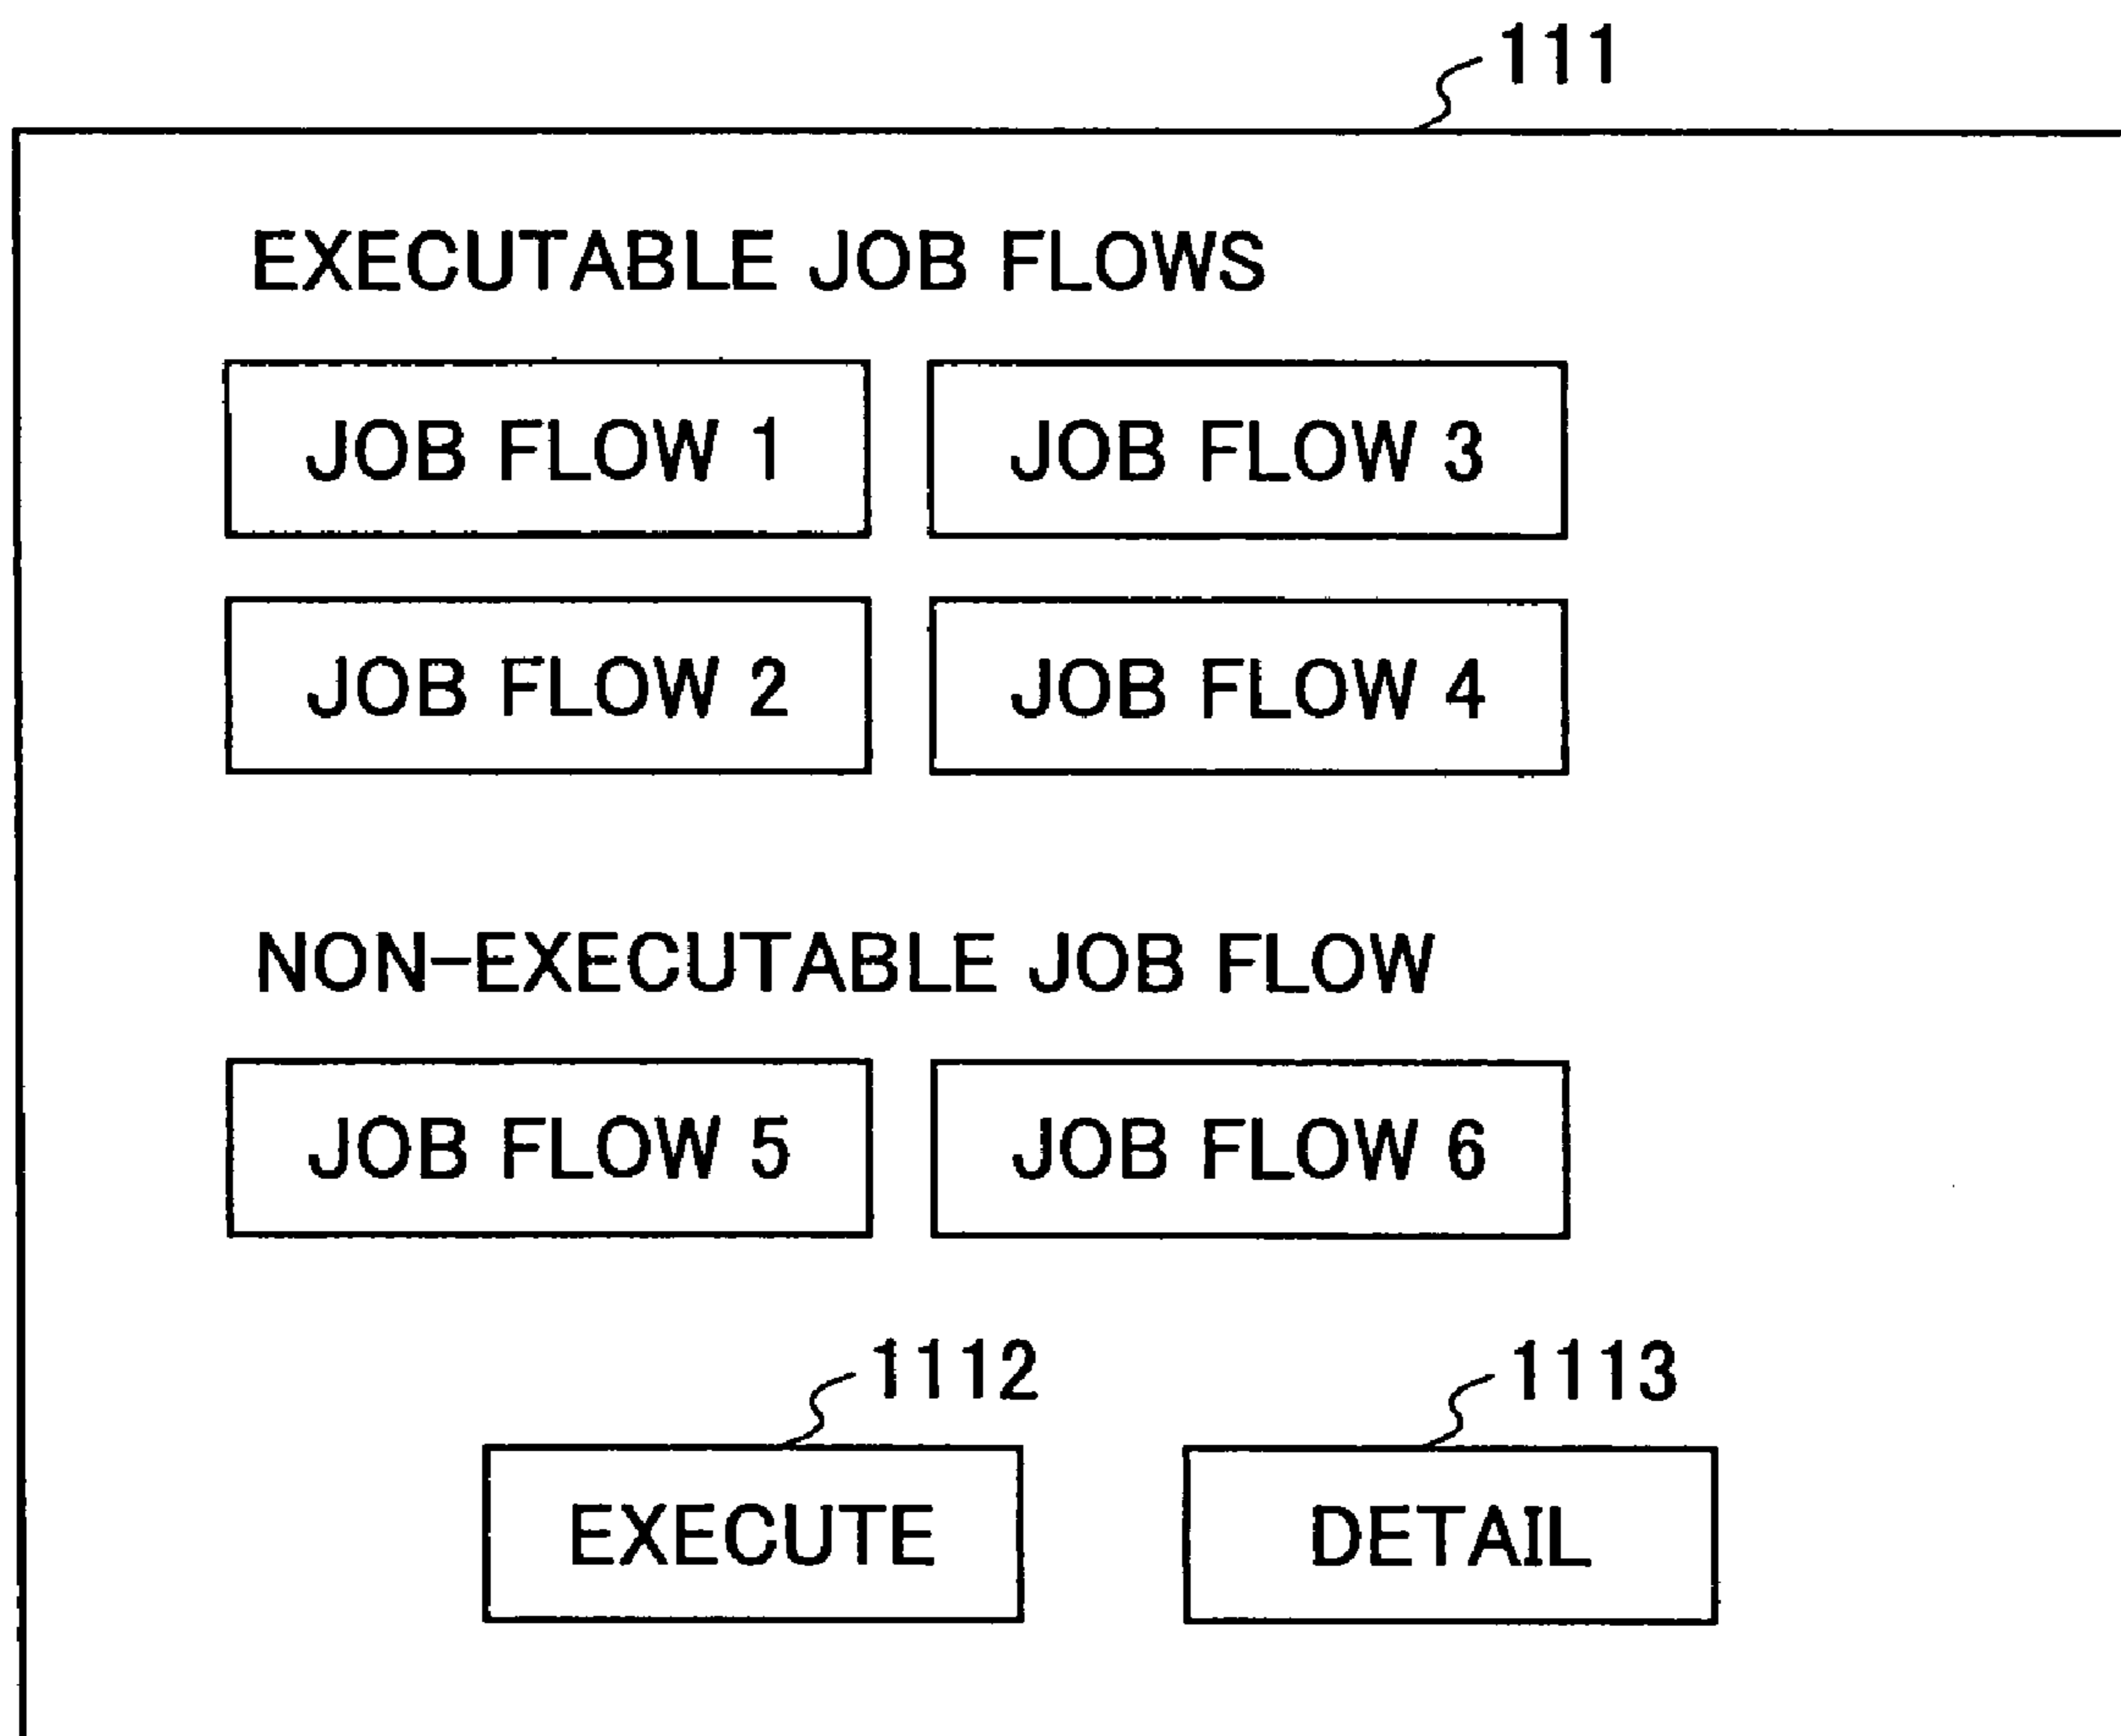 111
EXECUTABLE JOB FLOWS
JOB FLOW 1 JOB FLOW 3
JOB FLOW 2 JOB FLOW 4
NON-EXECUTABLE JOB FLOW
JOB FLOW 5 JOB FLOW 6
1112 1113
EXECUTE DETAIL